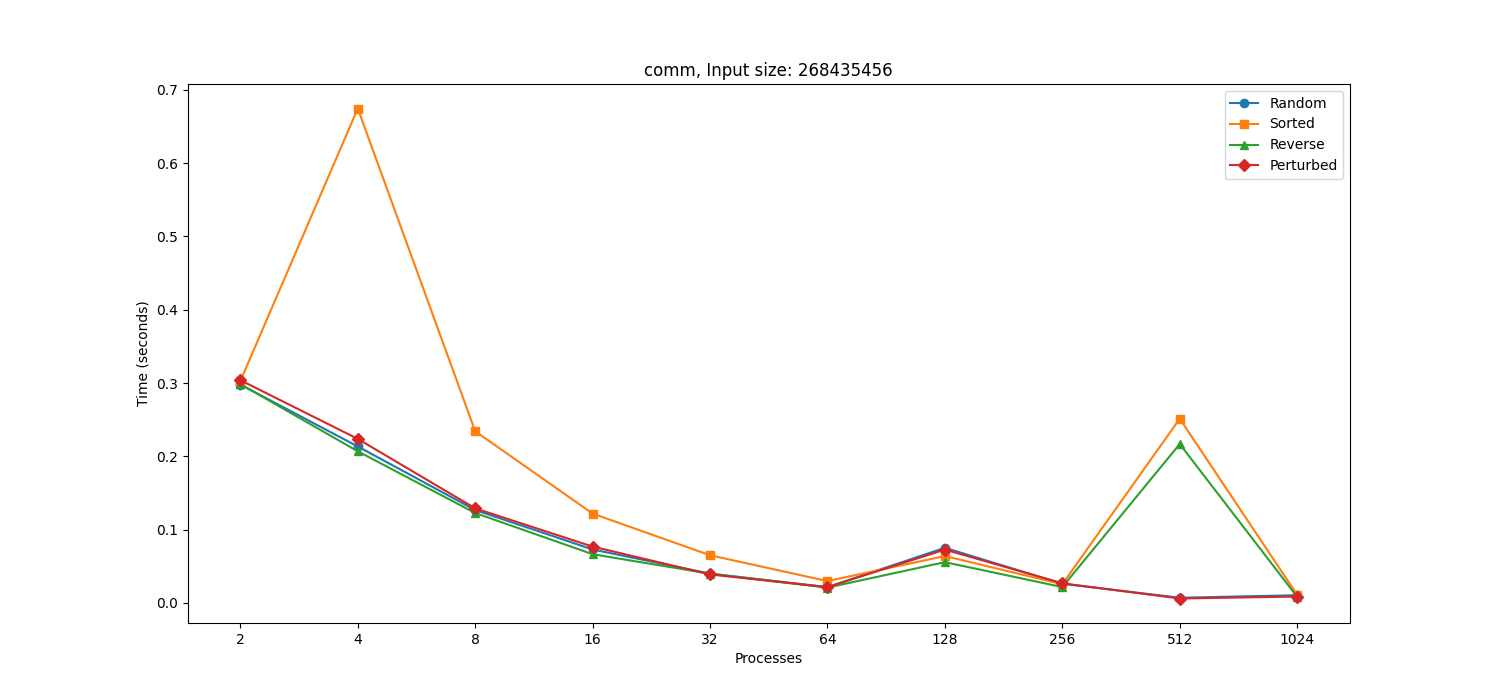 comm, Input size: 268435456
Random
Sorted
Reverse
Perturbed
Time (seconds)
0.7
0.6
0.5
0.4
0.3
0.2
0.1
0.0
2 4 8 16 32 64 128 256 512 1024
Processes